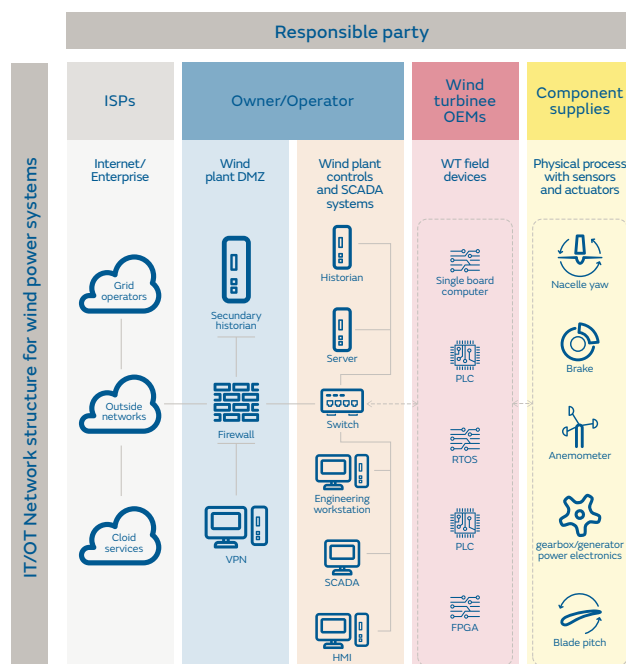 Responsible party
IT/OT Network structure for wind power systems
ISPs
Owner/Operator
Wind
turbinee
OEMs
Component
supplies
Internet/
Enterprise
Wind
plant DMZ
Wind plant
controls
and SCADA
systems
WT field
devices
Physical process
with sensors
and actuators
Grid
operators
Outside
networks
Cloid
services
Secundary
historian
Firewall
VPN
Historian
Server
Switch
Engineering
workstation
SCADA
HMI
Single board
computer
PLC
RTOS
PLC
FPGA
Nacelle yaw
Brake
Anemometer
gearbox/generator
power electronics
Blade pitch